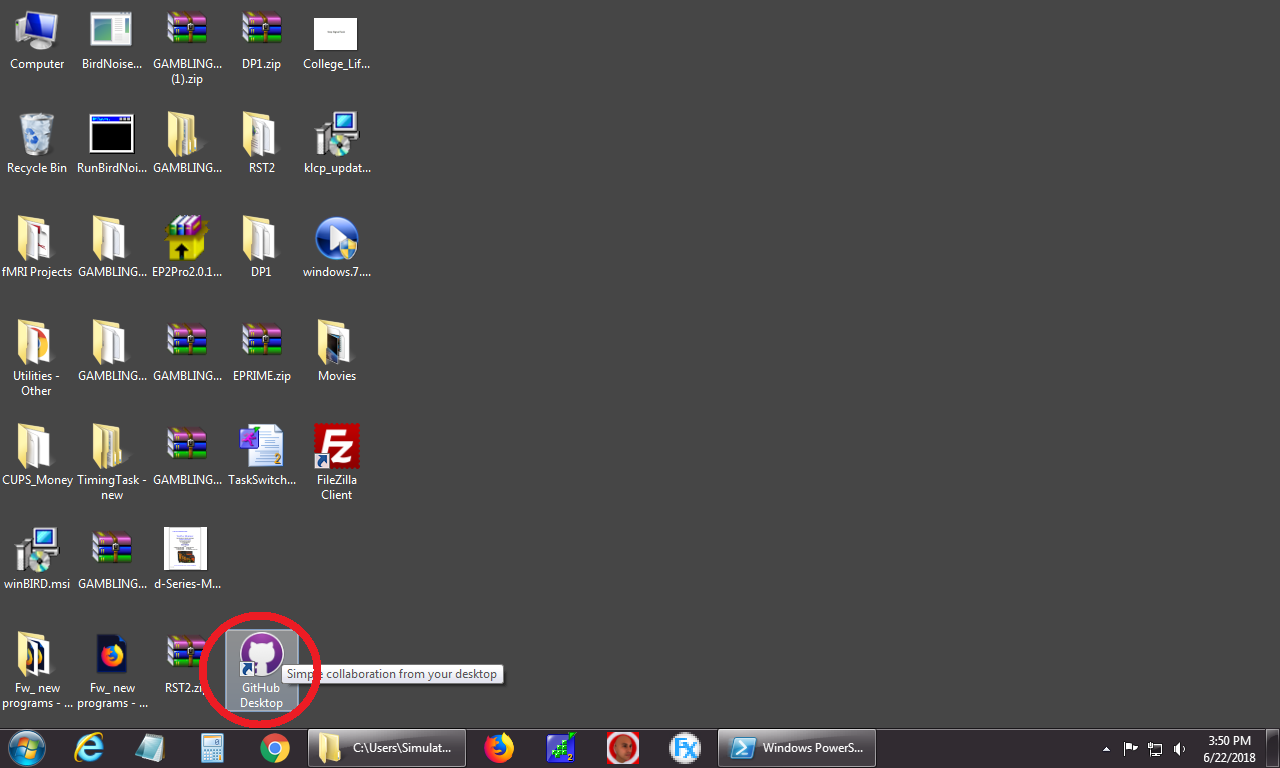 Computer
BirdNoise...
GAMBLING...
(1).zip
DP1.zip
College_Lif...
Recycle Bin
RunBirdNoi...
GAMBLING...
RST2
klcp_updat...
fMRI Projects
GAMBLING...
EP2Pro2.0.1...
DP1
windows.7....
Utilities -
Other
GAMBLING...
GAMBLING...
EPRIME.zip
Movies
CUPS_Money
TimingTask -
new
GAMBLING...
TaskSwitch...
FileZilla
Client
winBIRD.msi
GAMBLING...
d-Series-M...
Fw_ new
programs - ...
Fw_ new
programs - ...
RST2.zip
GitHub
Desktop
Simple collaboration from your desktop
C:\Users\Simulat...
Windows PowerS...
3:50 PM
6/22/2018